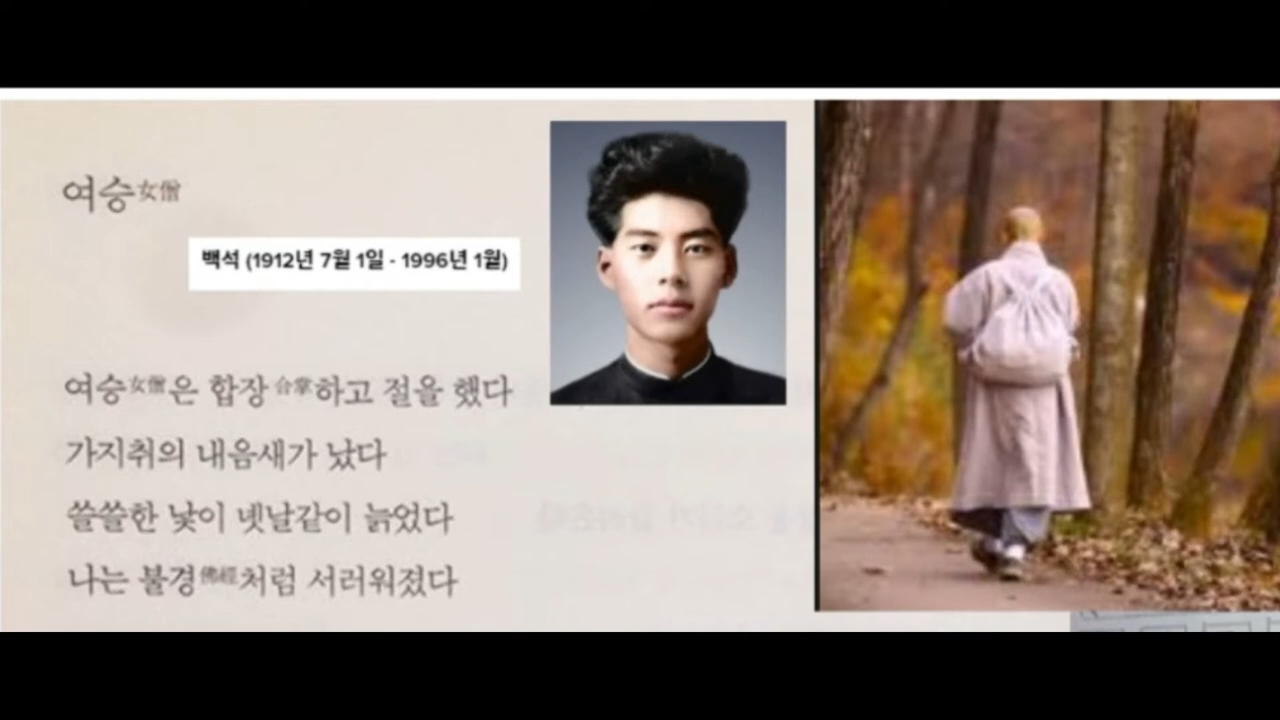 여승女僧
백석 (1912년 7월 1일 - 1996년 1월)
여승女僧은 합장合掌하고 절을 했다
가지취의 내음새가 났다
쓸쓸한 낯이 녯날같이 늙었다
나는 불경佛經처럼 서러워졌다